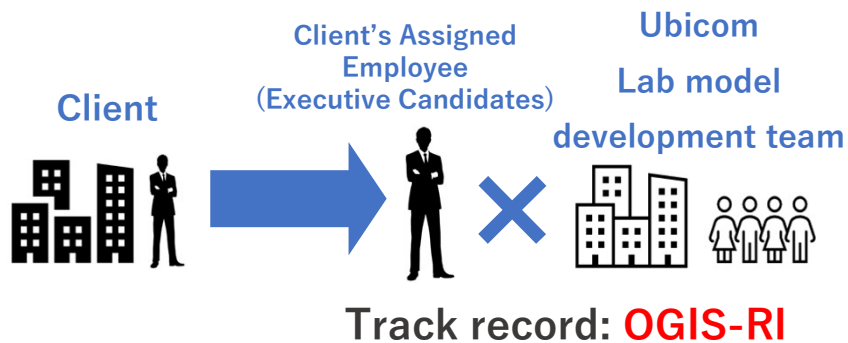 Client
Client’s Assigned
Employee
(Executive Candidates)
Ubicom
Lab model
development team
Track record: OGIS-RI